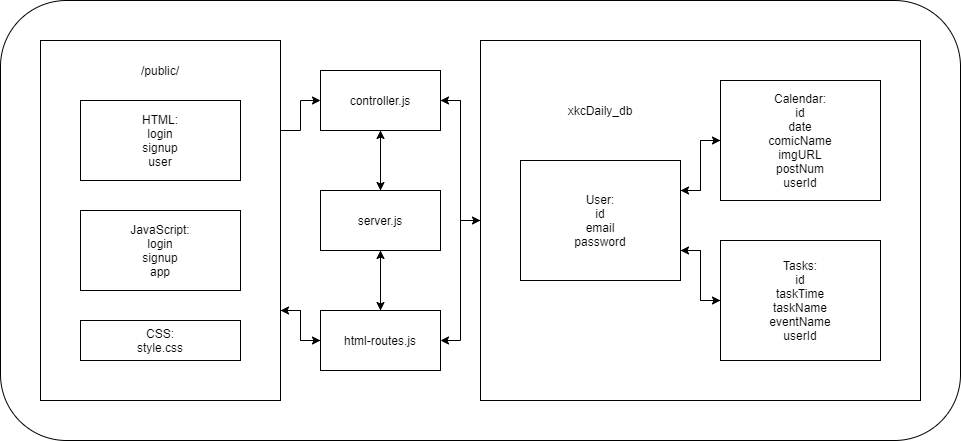 /public/
HTML:
login
signup
user
JavaScript:
login
signup
app
CSS:
style.css
controller.js
server.js
html-routes.js
xkcDaily_db
User:
id
email
password
Calendar:
id
date
comicName
imgURL
postNum
userId
Tasks:
id
taskTime
taskName
eventName
userId